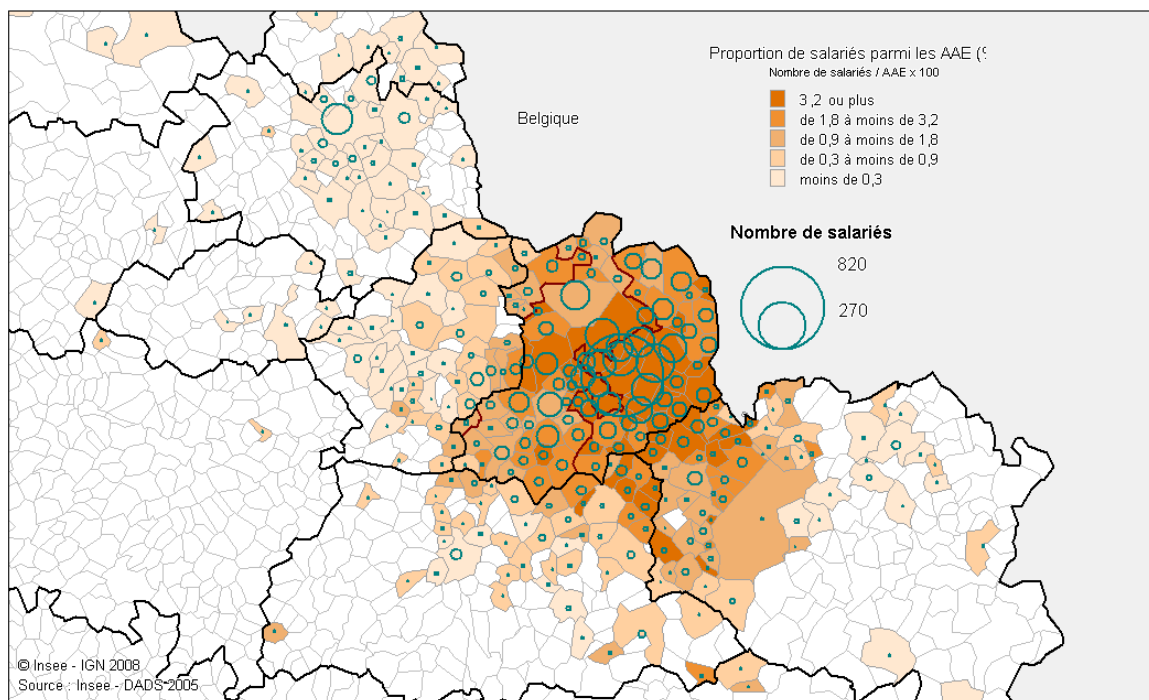 Proportion de salariés parmi les AAE (%
Nombre de salariés / AAE x 100
3,2 ou plus
de 1,8 à moins de 3,2
de 0,9 à moins de 1,8
de 0,3 à moins de 0,9
moins de 0,3
Belgique
Nombre de salariés
820
270
© Insee - IGN 2008
Source : Insee - DADS 2005